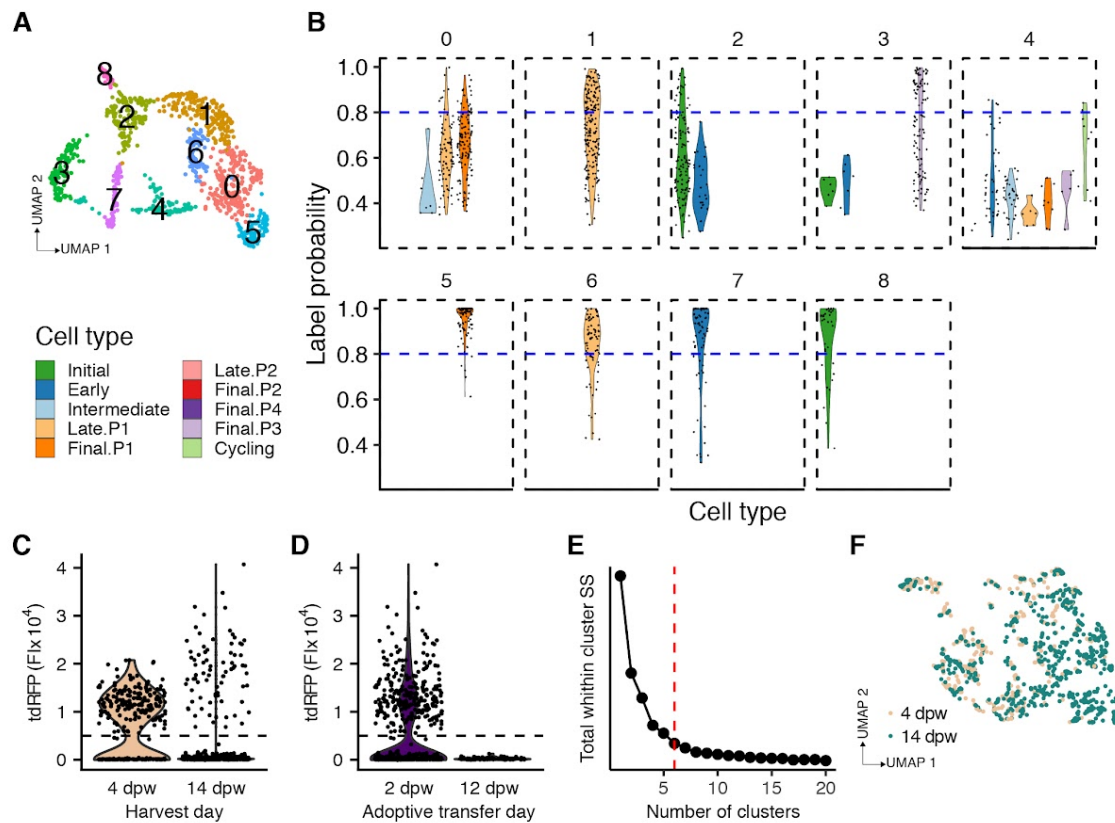 A
8
2
1
6
3
0
7
4
5
UMAP 2
UMAP 1
Cell type
Initial
Early
Intermediate
Late.P1
Final.P1
Late.P2
Final.P2
Final.P4
Final.P3
Cycling
B
0 1 2 3 4
1.0
0.8
0.6
0.4
5 6 7 8
1.0
0.8
0.6
0.4
Label probability
Cell type
C
tdRFP (FIx10⁴)
4
3
2
1
0
4 dpw 14 dpw
Harvest day
D
tdRFP (FIx10⁴)
4
3
2
1
0
2 dpw 12 dpw
Adoptive transfer day
E
Total whithin cluster SS
5 10 15 20
Number of clusters
F
4 dpw
14 dpw
UMAP 2
UMAP 1